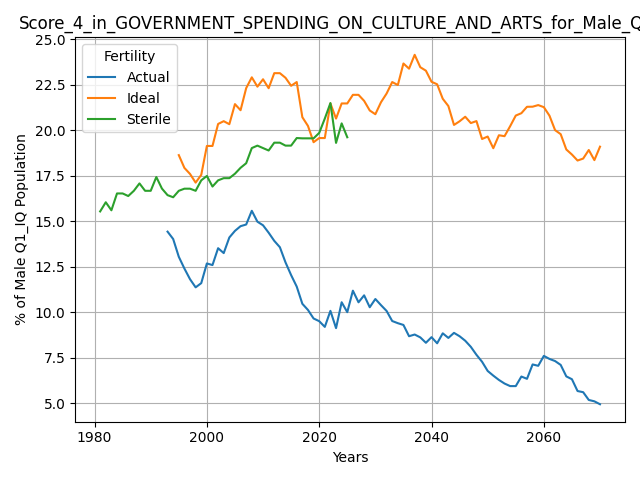 Score_4_in_GOVERNMENT_SPENDING_ON_CULTURE_AND_ARTS_for_Male_Q
25.0
22.5
20.0
17.5
15.0
12.5
10.0
7.5
5.0
% of Male Q1_IQ Population
Fertility
Actual
Ideal
Sterile
1980
2000
2020
2040
2060
Years